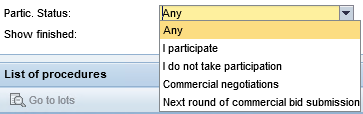 Partic. Status: Any
Any
Show finished:
I participate
I do not take participation
List of procedures
Commercial negotiations
Go to lots
Next round of commercial bid submission